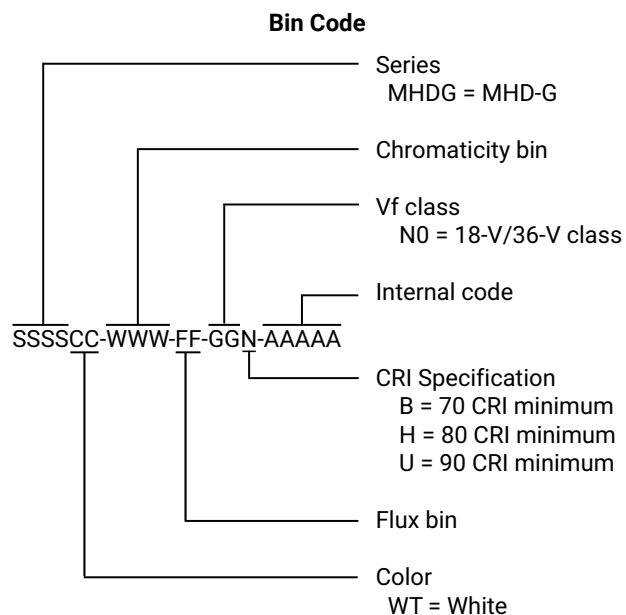 Bin Code
Series
MHDG = MHD-G
Chromaticity bin
Vf class
N0 = 18-V/36-V class
Internal code
SSSSCC-WWW-FF-GGN-AAAAA
CRI Specification
B = 70 CRI minimum
H = 80 CRI minimum
U = 90 CRI minimum
Flux bin
Color
WT = White